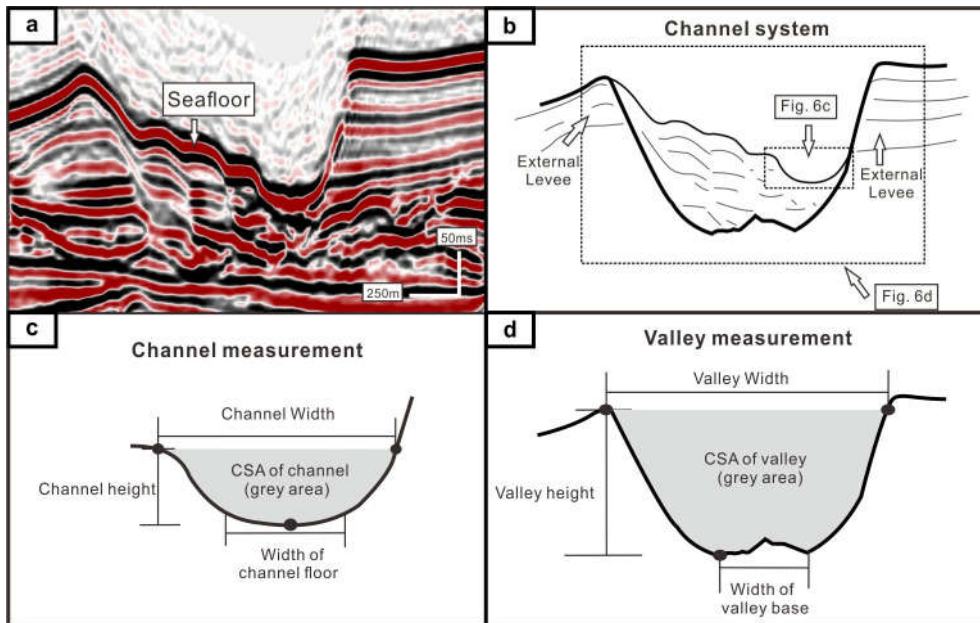 a
Seafloor
50ms
250m
b
Channel system
Fig. 6c
External
Levee
External
Levee
Fig. 6d
c
Channel measurement
Channel Width
CSA of channel
(grey area)
Channel height
Width of
channel floor
d
Valley measurement
Valley Width
CSA of valley
(grey area)
Valley height
Width of
valley base